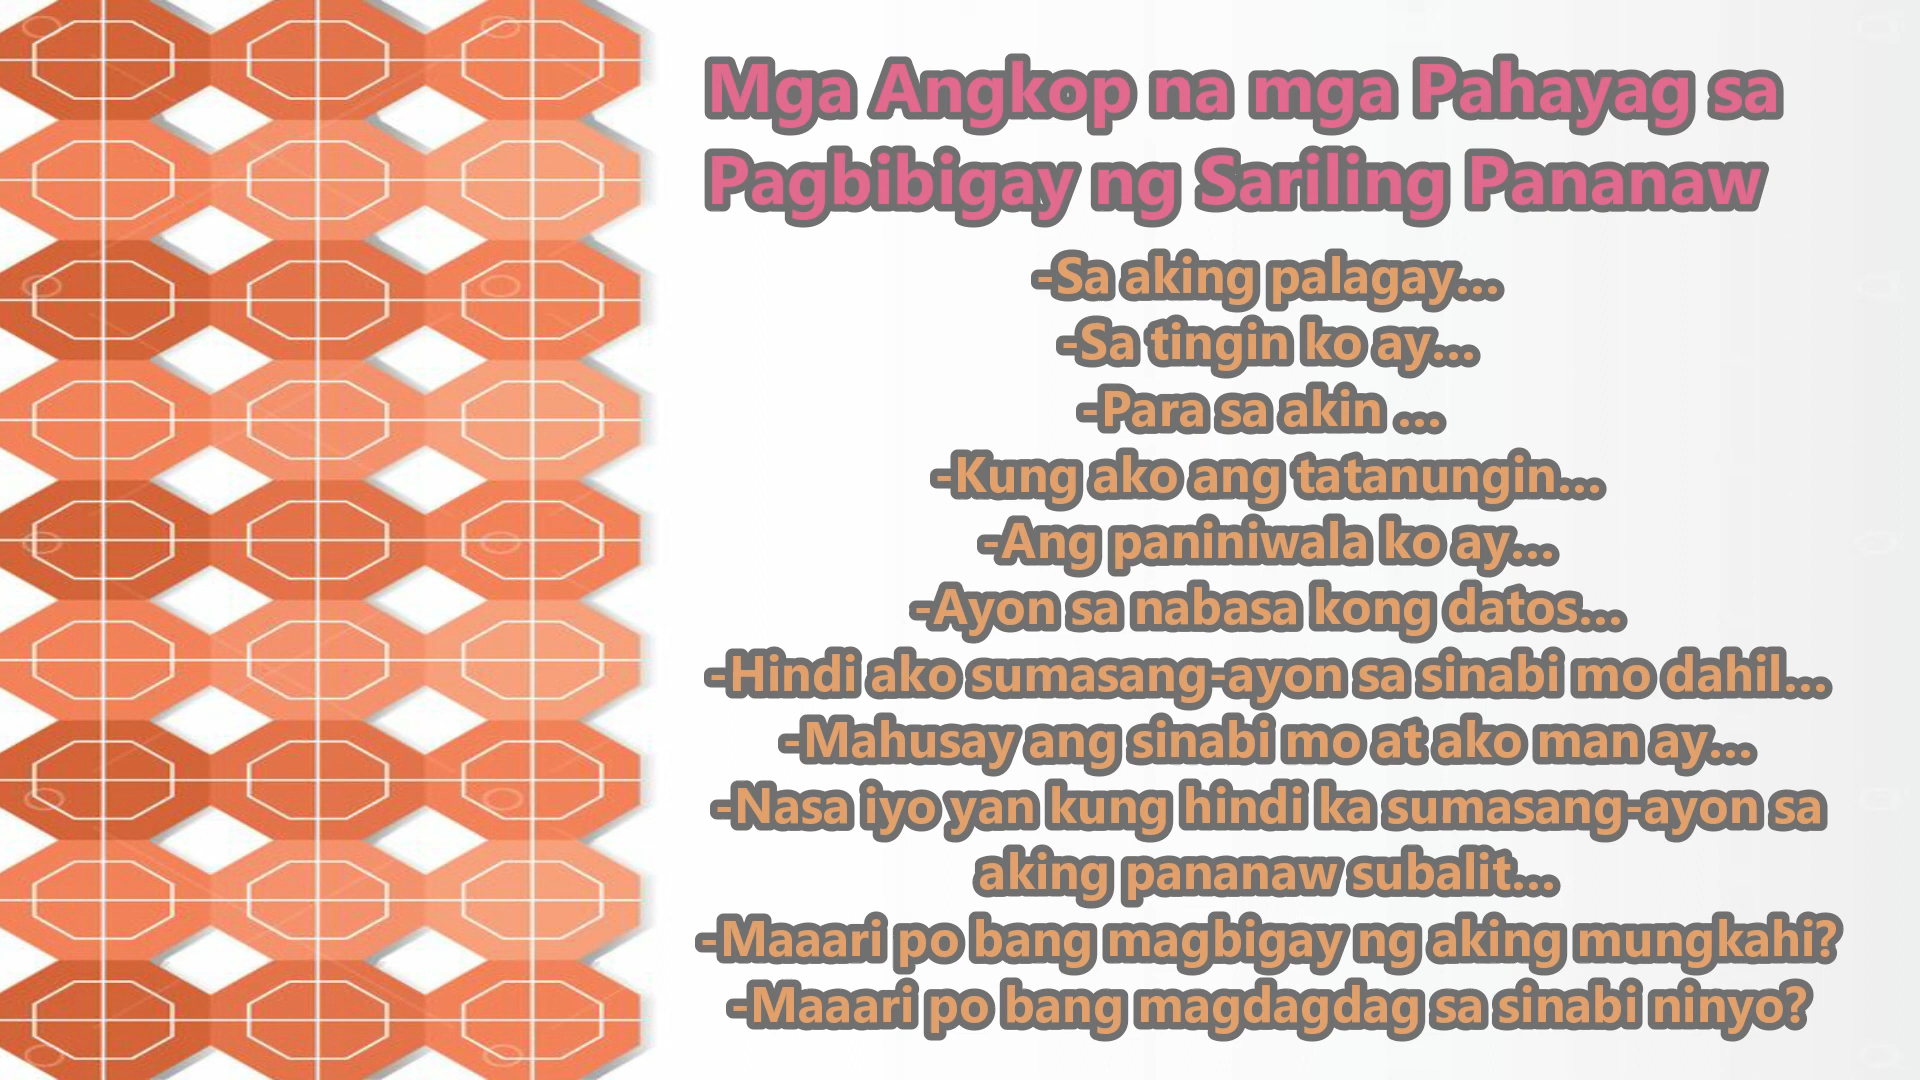 Mga Angkop na mga Pahayag sa
Pagbibigay ng Sariling Pananaw
-Sa aking palagay...
-Sa tingin ko ay...
-Para sa akin ...
-Kung ako ang tatanungin...
-Ang paniniwala ko ay...
-Ayon sa nabasa kong datos...
-Hindi ako sumasang-ayon sa sinabi mo dahil...
-Mahusay ang sinabi mo at ako man ay...
-Nasa iyo yan kung hindi ka sumasang-ayon sa
aking pananaw subalit...
-Maaari po bang magbigay ng aking mungkahi?
-Maaari po bang magdagdag sa sinabi ninyo?